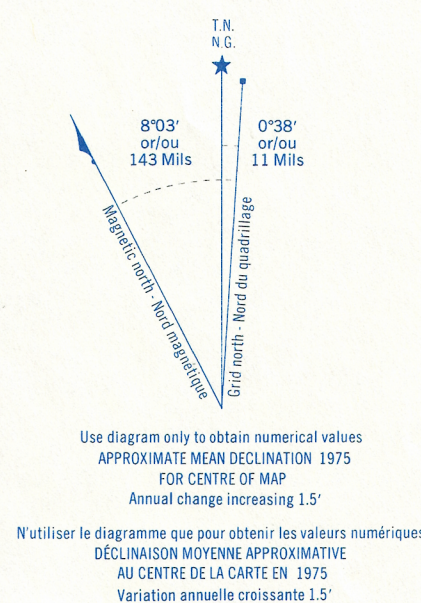 T.N.
N.G.
8°03′
or/ou
143 Mils
0°38′
or/ou
11 Mils
Magnetic north - Nord magnétique
Grid north - Nord du quadrillage
Use diagram only to obtain numerical values
APPROXIMATE MEAN DECLINATION 1975
FOR CENTRE OF MAP
Annual change increasing 1.5′
N'utiliser le diagramme que pour obtenir les valeurs numériques
DÉCLINAISON MOYENNE APPROXIMATIVE
AU CENTRE DE LA CARTE EN 1975
Variation annuelle croissante 1.5′